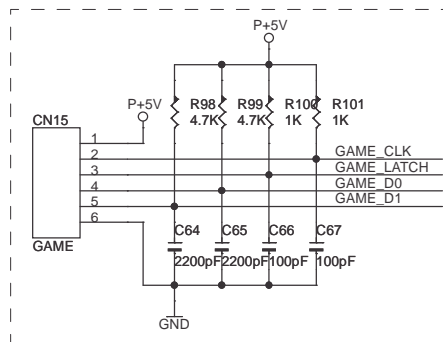 P+5V
P+5V
R98 R99 R100 R101
4.7K 4.7K 1K 1K
CN15
1
2 GAME_CLK
3 GAME_LATCH
4 GAME_D0
5 GAME_D1
6
GAME
C64 C65 C66 C67
2200pF 2200pF 100pF 100pF
GND